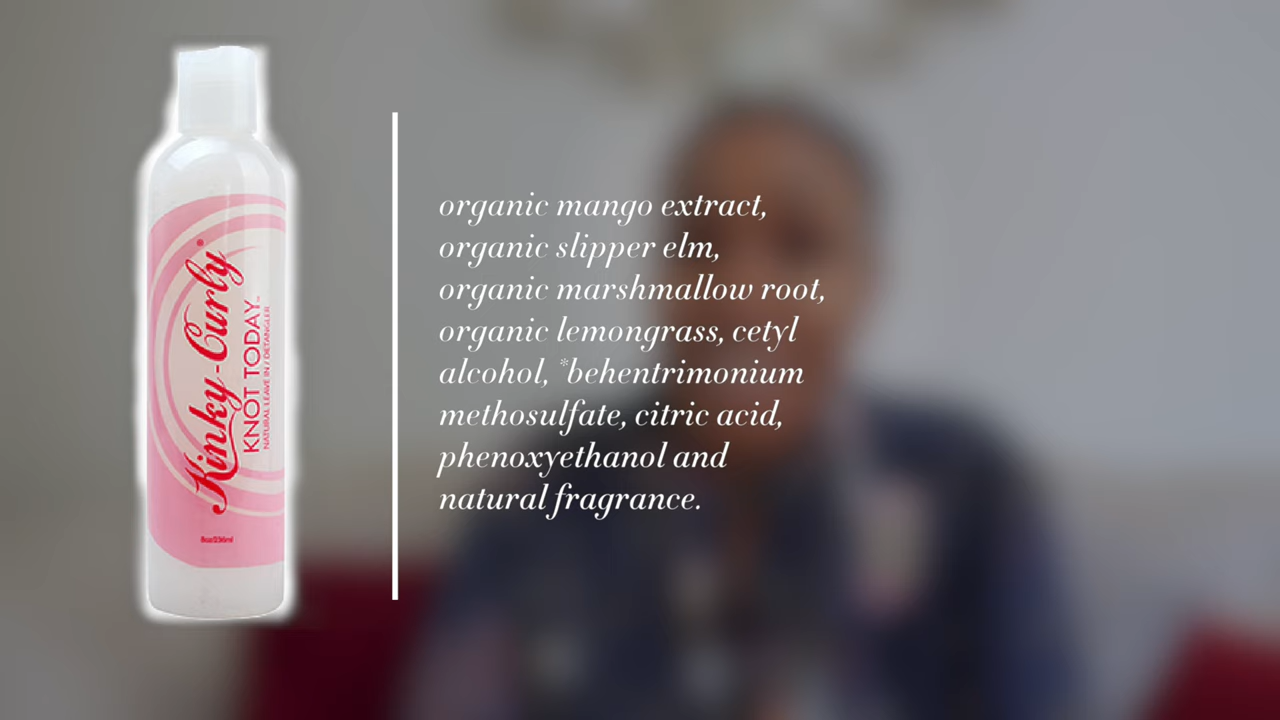 Kinky-Curly®
KNOT TODAY™
NATURAL LEAVE IN / DETANGLER
8oz/236ml
organic mango extract,
organic slipper elm,
organic marshmallow root,
organic lemongrass, cetyl
alcohol, *behentrimonium
methosulfate, citric acid,
phenoxyethanol and
natural fragrance.